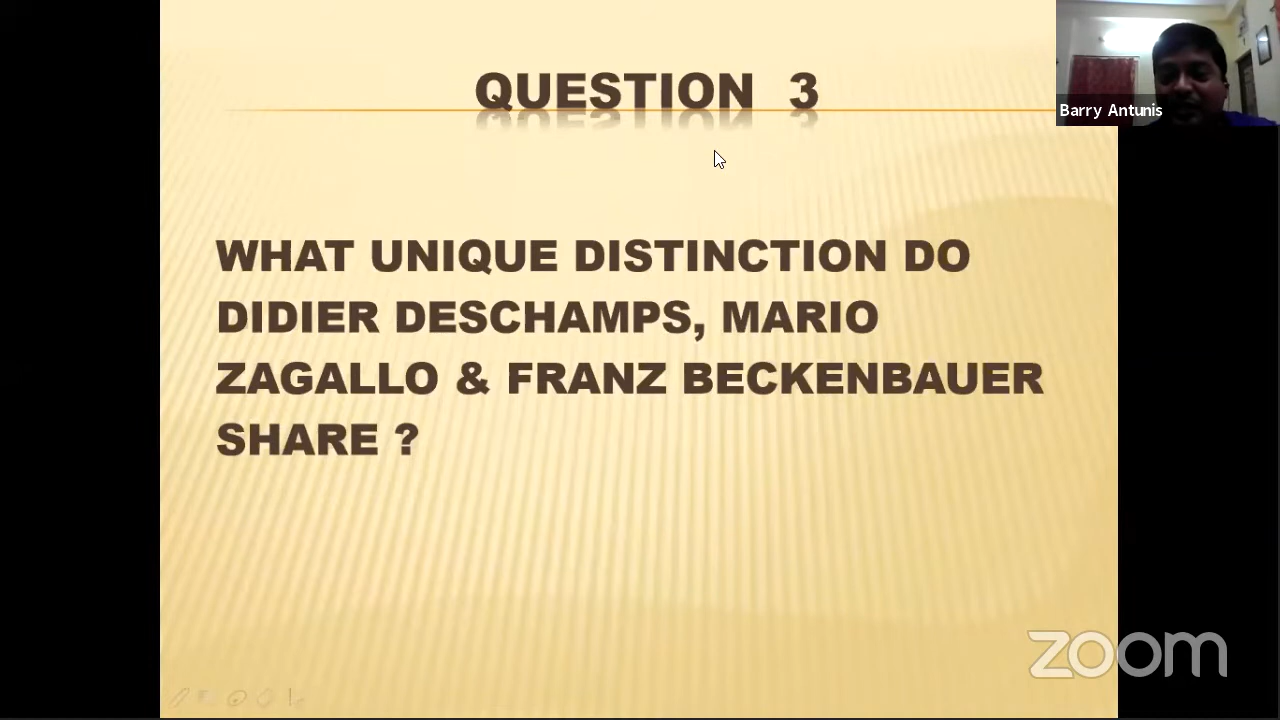 QUESTION 3
Barry Antunis
WHAT UNIQUE DISTINCTION DO
DIDIER DESCHAMPS, MARIO
ZAGALLO & FRANZ BECKENBAUER
SHARE ?
zoom